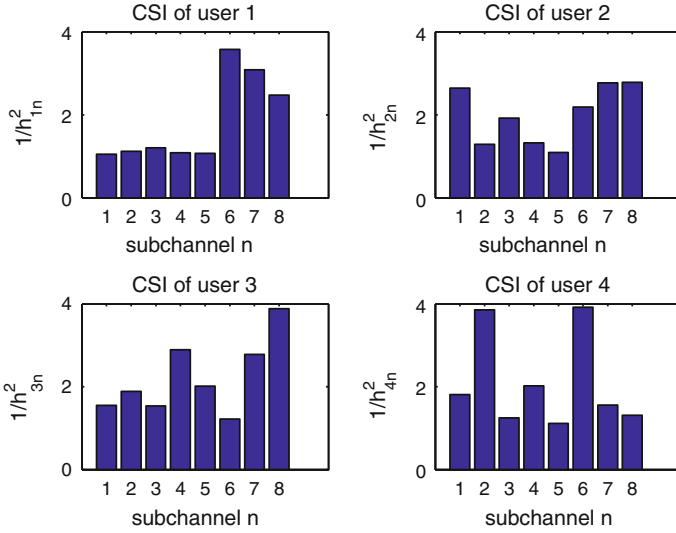 CSI of user 1
4
2
0
1/h²₁ₙ
1 2 3 4 5 6 7 8
subchannel n
CSI of user 2
4
2
0
1/h²₂ₙ
1 2 3 4 5 6 7 8
subchannel n
CSI of user 3
4
2
0
1/h²₃ₙ
1 2 3 4 5 6 7 8
subchannel n
CSI of user 4
4
2
0
1/h²₄ₙ
1 2 3 4 5 6 7 8
subchannel n